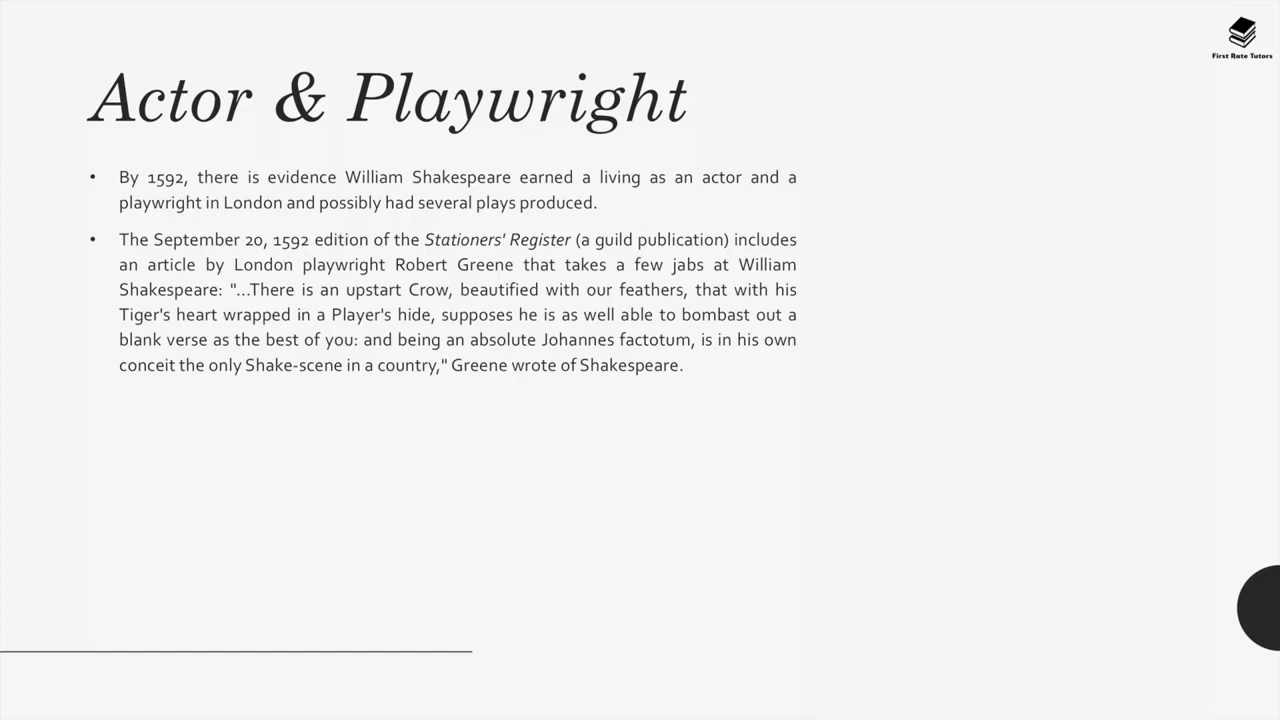 First Rate Tutors
Actor & Playwright
• By 1592, there is evidence William Shakespeare earned a living as an actor and a
playwright in London and possibly had several plays produced.
• The September 20, 1592 edition of the Stationers' Register (a guild publication) includes
an article by London playwright Robert Greene that takes a few jabs at William
Shakespeare: "...There is an upstart Crow, beautified with our feathers, that with his
Tiger's heart wrapped in a Player's hide, supposes he is as well able to bombast out a
blank verse as the best of you: and being an absolute Johannes factotum, is in his own
conceit the only Shake-scene in a country," Greene wrote of Shakespeare.